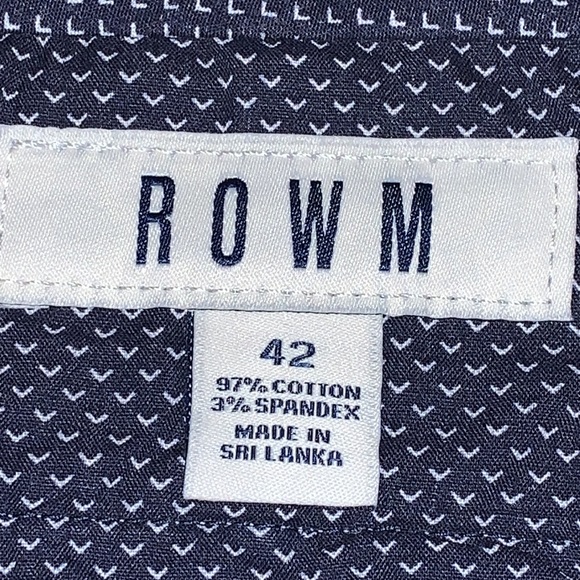 ROWM
42
97% COTTON
3% SPANDEX
MADE IN
SRI LANKA